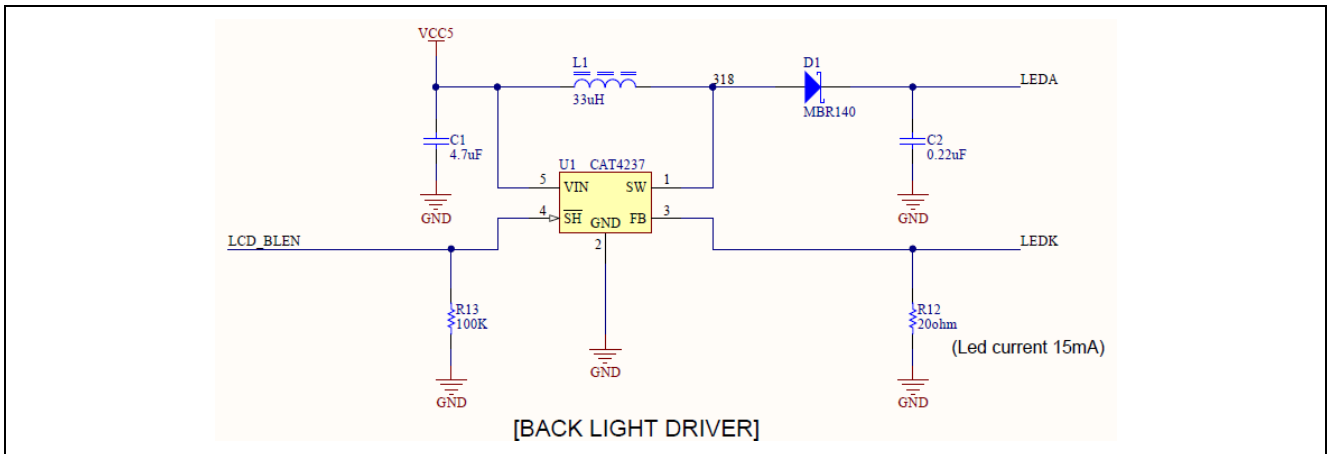 VCC5
L1
33uH
318
D1
MBR140
LEDA
C1
4.7uF
GND
U1 CAT4237
5 VIN SW 1
4 SH GND FB 3
2
C2
0.22uF
GND
LCD_BLEN
LEDK
R13
100K
GND
GND
R12
20ohm
(Led current 15mA)
GND
[BACK LIGHT DRIVER]